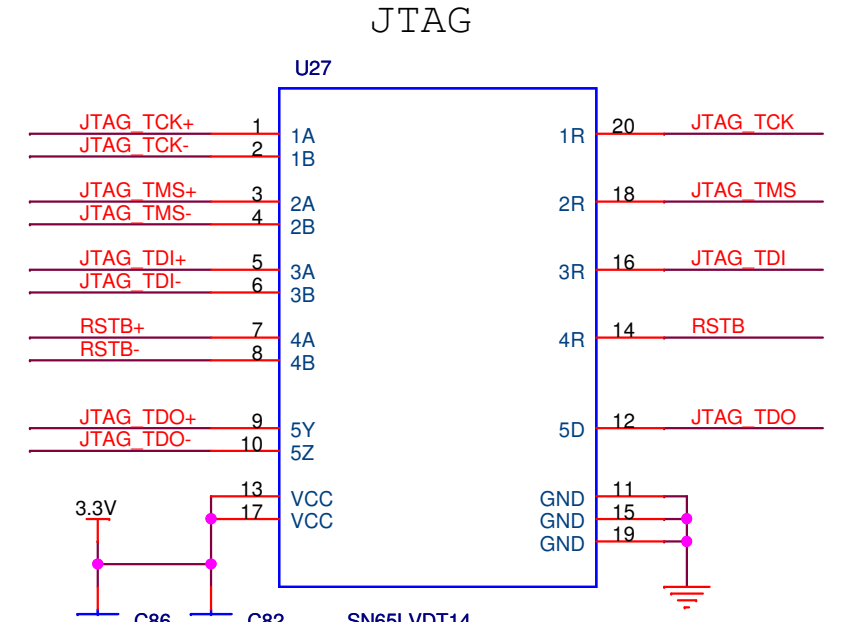 JTAG
U27
JTAG_TCK+ 1 1A 1R 20 JTAG_TCK
JTAG_TCK- 2 1B
JTAG_TMS+ 3 2A 2R 18 JTAG_TMS
JTAG_TMS- 4 2B
JTAG_TDI+ 5 3A 3R 16 JTAG_TDI
JTAG_TDI- 6 3B
RSTB+ 7 4A 4R 14 RSTB
RSTB- 8 4B
JTAG_TDO+ 9 5Y 5D 12 JTAG_TDO
JTAG_TDO- 10 5Z
13 VCC GND 11
3.3V 17 VCC GND 15
GND 19
C86 C82 SN65LVDT14